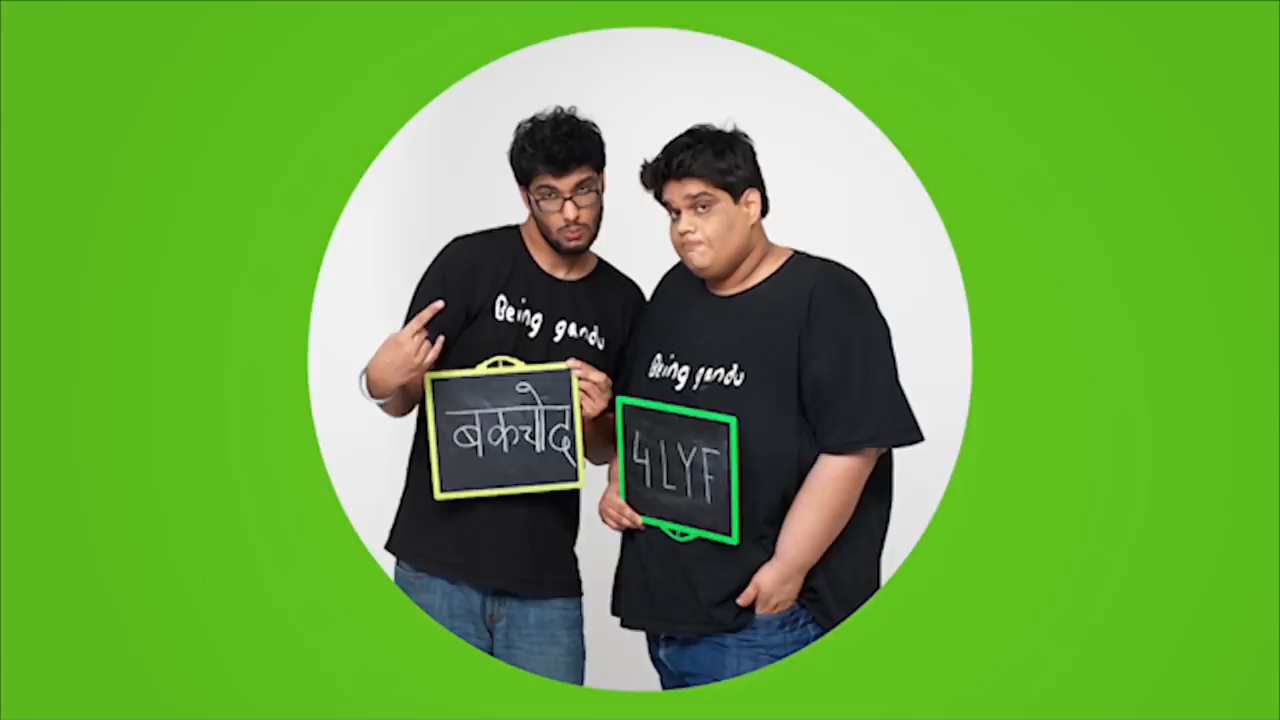 Being gandu
Being gandu
बकचोद
4LYF